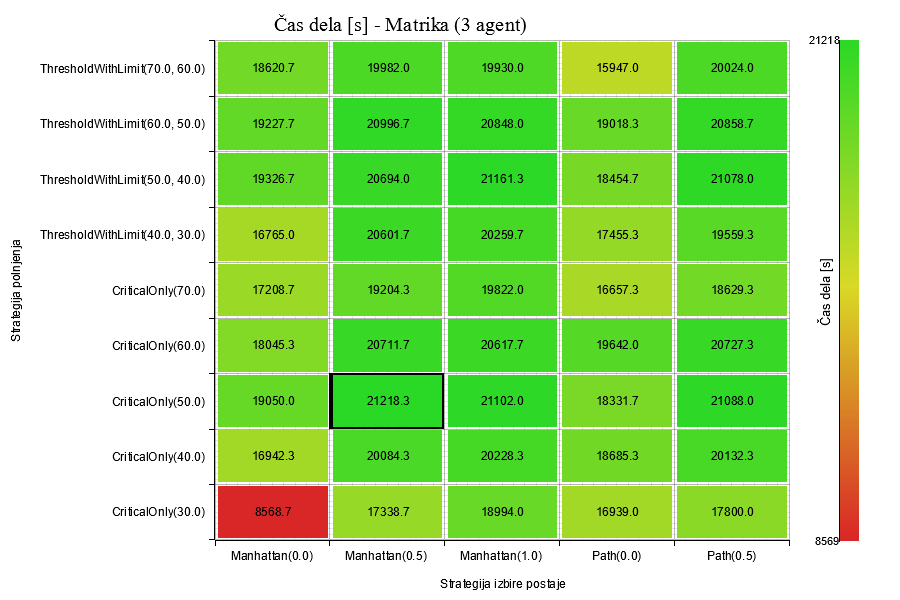 Čas dela [s] - Matrika (3 agent)
21218
ThresholdWithLimit(70.0, 60.0) 18620.7 19982.0 19930.0 15947.0 20024.0
ThresholdWithLimit(60.0, 50.0) 19227.7 20996.7 20848.0 19018.3 20858.7
ThresholdWithLimit(50.0, 40.0) 19326.7 20694.0 21161.3 18454.7 21078.0
ThresholdWithLimit(40.0, 30.0) 16765.0 20601.7 20259.7 17455.3 19559.3
CriticalOnly(70.0) 17208.7 19204.3 19822.0 16657.3 18629.3
CriticalOnly(60.0) 18045.3 20711.7 20617.7 19642.0 20727.3
CriticalOnly(50.0) 19050.0 21218.3 21102.0 18331.7 21088.0
CriticalOnly(40.0) 16942.3 20084.3 20228.3 18685.3 20132.3
CriticalOnly(30.0) 8568.7 17338.7 18994.0 16939.0 17800.0
8569
Manhattan(0.0) Manhattan(0.5) Manhattan(1.0) Path(0.0) Path(0.5)
Strategija izbire postaje
Strategija polnjenja
Čas dela [s]